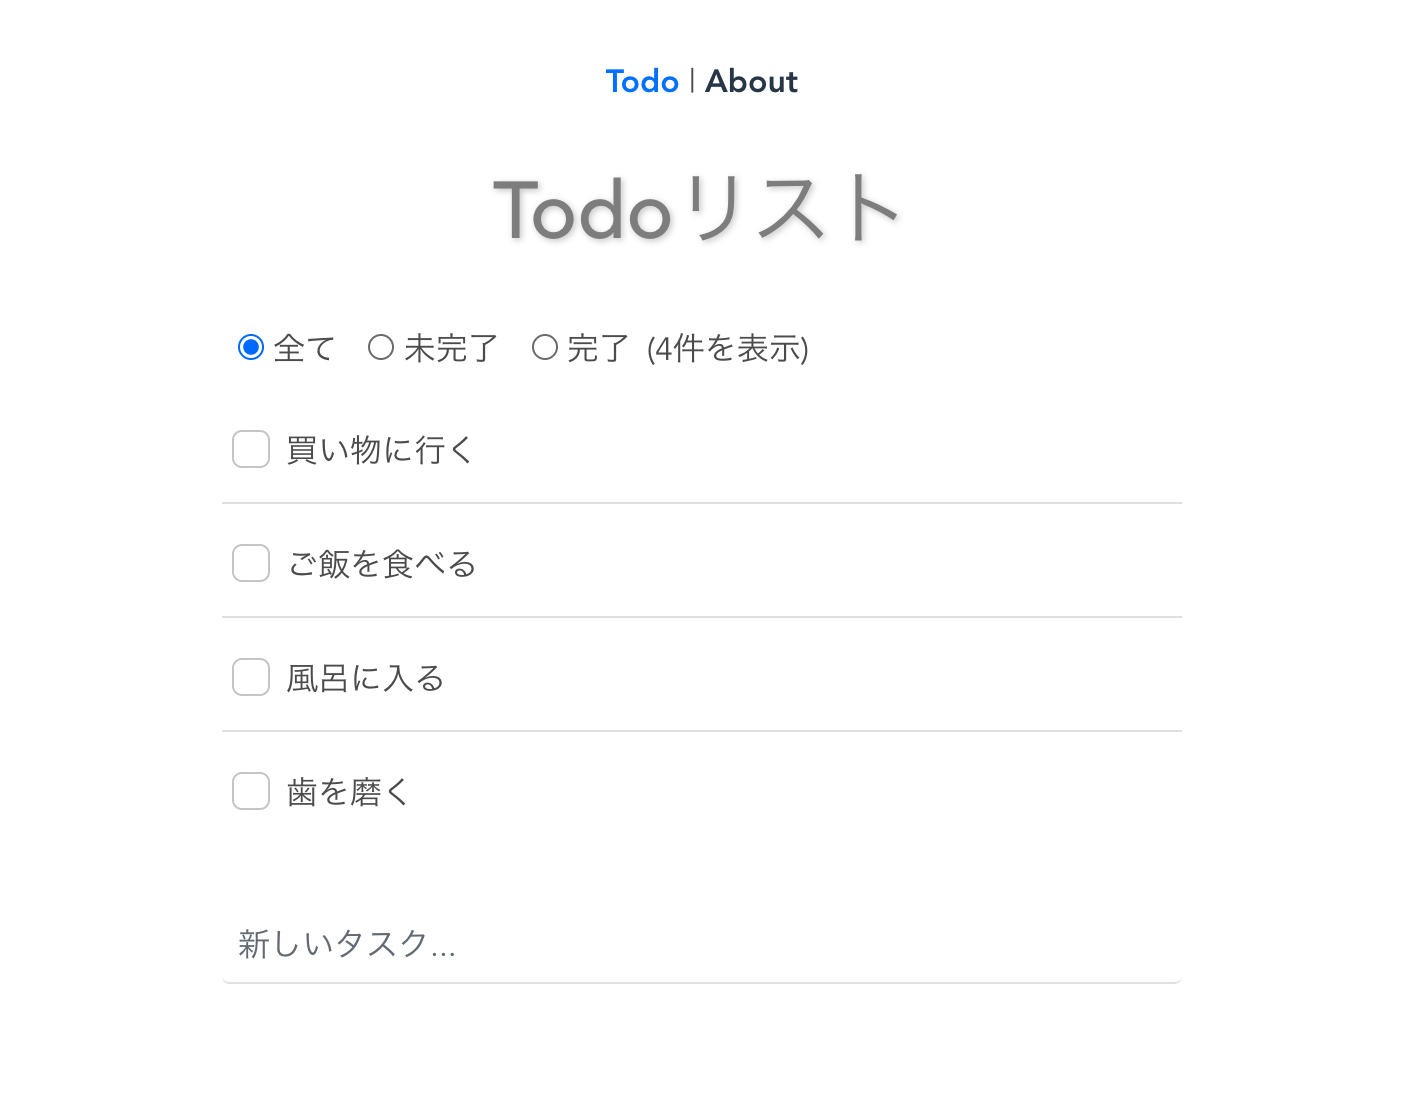 Todo | About
Todoリスト
全て 未完了 完了 (4件を表示)
買い物に行く
ご飯を食べる
風呂に入る
歯を磨く
新しいタスク...